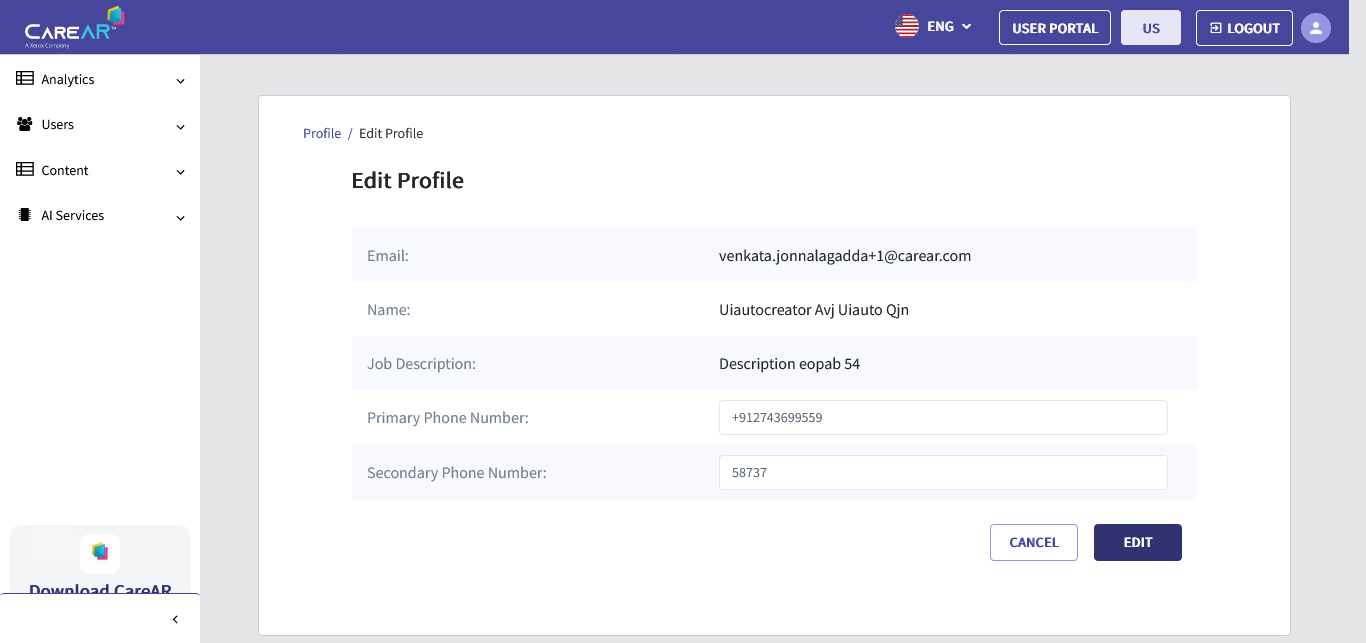 CAREAR™
A Xerox Company
ENG
USER PORTAL
US
LOGOUT
Analytics
Users
Content
AI Services
Profile / Edit Profile
Edit Profile
Email: venkata.jonnalagadda+1@carear.com
Name: Uiautocreator Avj Uiauto Qjn
Job Description: Description eopab 54
Primary Phone Number: +912743699559
Secondary Phone Number: 58737
CANCEL
EDIT
Download CareAR